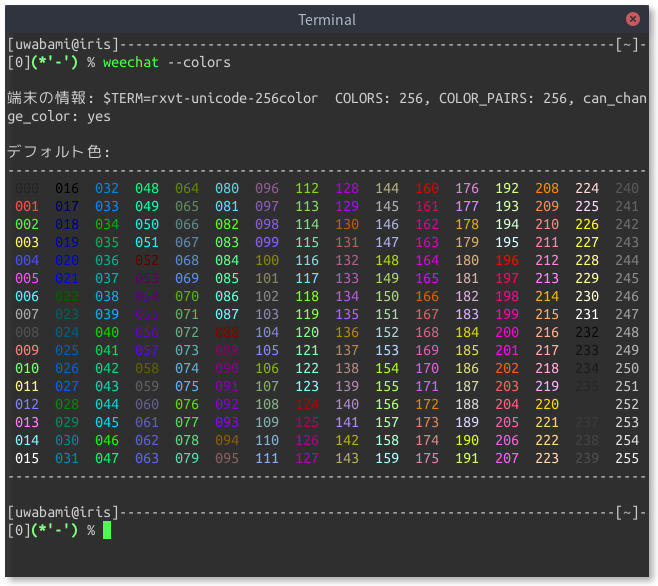 Terminal
[uwabami@iris]-------------------------------------------------------------[~]-
[0](*'-') % weechat --colors
端末の情報: $TERM=rxvt-unicode-256color  COLORS: 256, COLOR_PAIRS: 256, can_chan
ge_color: yes
デフォルト色:
--------------------------------------------------------------------------------
000  016  032  048  064  080  096  112  128  144  160  176  192  208  224  240
001  017  033  049  065  081  097  113  129  145  161  177  193  209  225  241
002  018  034  050  066  082  098  114  130  146  162  178  194  210  226  242
003  019  035  051  067  083  099  115  131  147  163  179  195  211  227  243
004  020  036  052  068  084  100  116  132  148  164  180  196  212  228  244
005  021  037  053  069  085  101  117  133  149  165  181  197  213  229  245
006  022  038  054  070  086  102  118  134  150  166  182  198  214  230  246
007  023  039  055  071  087  103  119  135  151  167  183  199  215  231  247
008  024  040  056  072  088  104  120  136  152  168  184  200  216  232  248
009  025  041  057  073  089  105  121  137  153  169  185  201  217  233  249
010  026  042  058  074  090  106  122  138  154  170  186  202  218  234  250
011  027  043  059  075  091  107  123  139  155  171  187  203  219  235  251
012  028  044  060  076  092  108  124  140  156  172  188  204  220  252
013  029  045  061  077  093  109  125  141  157  173  189  205  221  237  253
014  030  046  062  078  094  110  126  142  158  174  190  206  222  238  254
015  031  047  063  079  095  111  127  143  159  175  191  207  223  239  255
--------------------------------------------------------------------------------
[uwabami@iris]-------------------------------------------------------------[~]-
[0](*'-') %